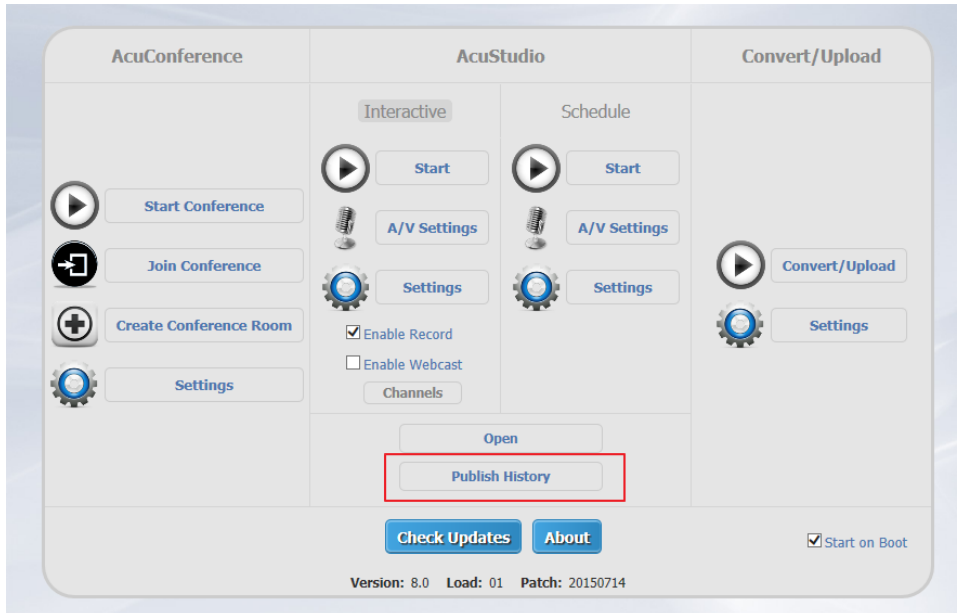 AcuConference
AcuStudio
Convert/Upload
Start Conference
Join Conference
Create Conference Room
Settings
Interactive
Start
A/V Settings
Settings
Enable Record
Enable Webcast
Channels
Schedule
Start
A/V Settings
Settings
Open
Publish History
Convert/Upload
Settings
Check Updates
About
Start on Boot
Version: 8.0 Load: 01 Patch: 20150714